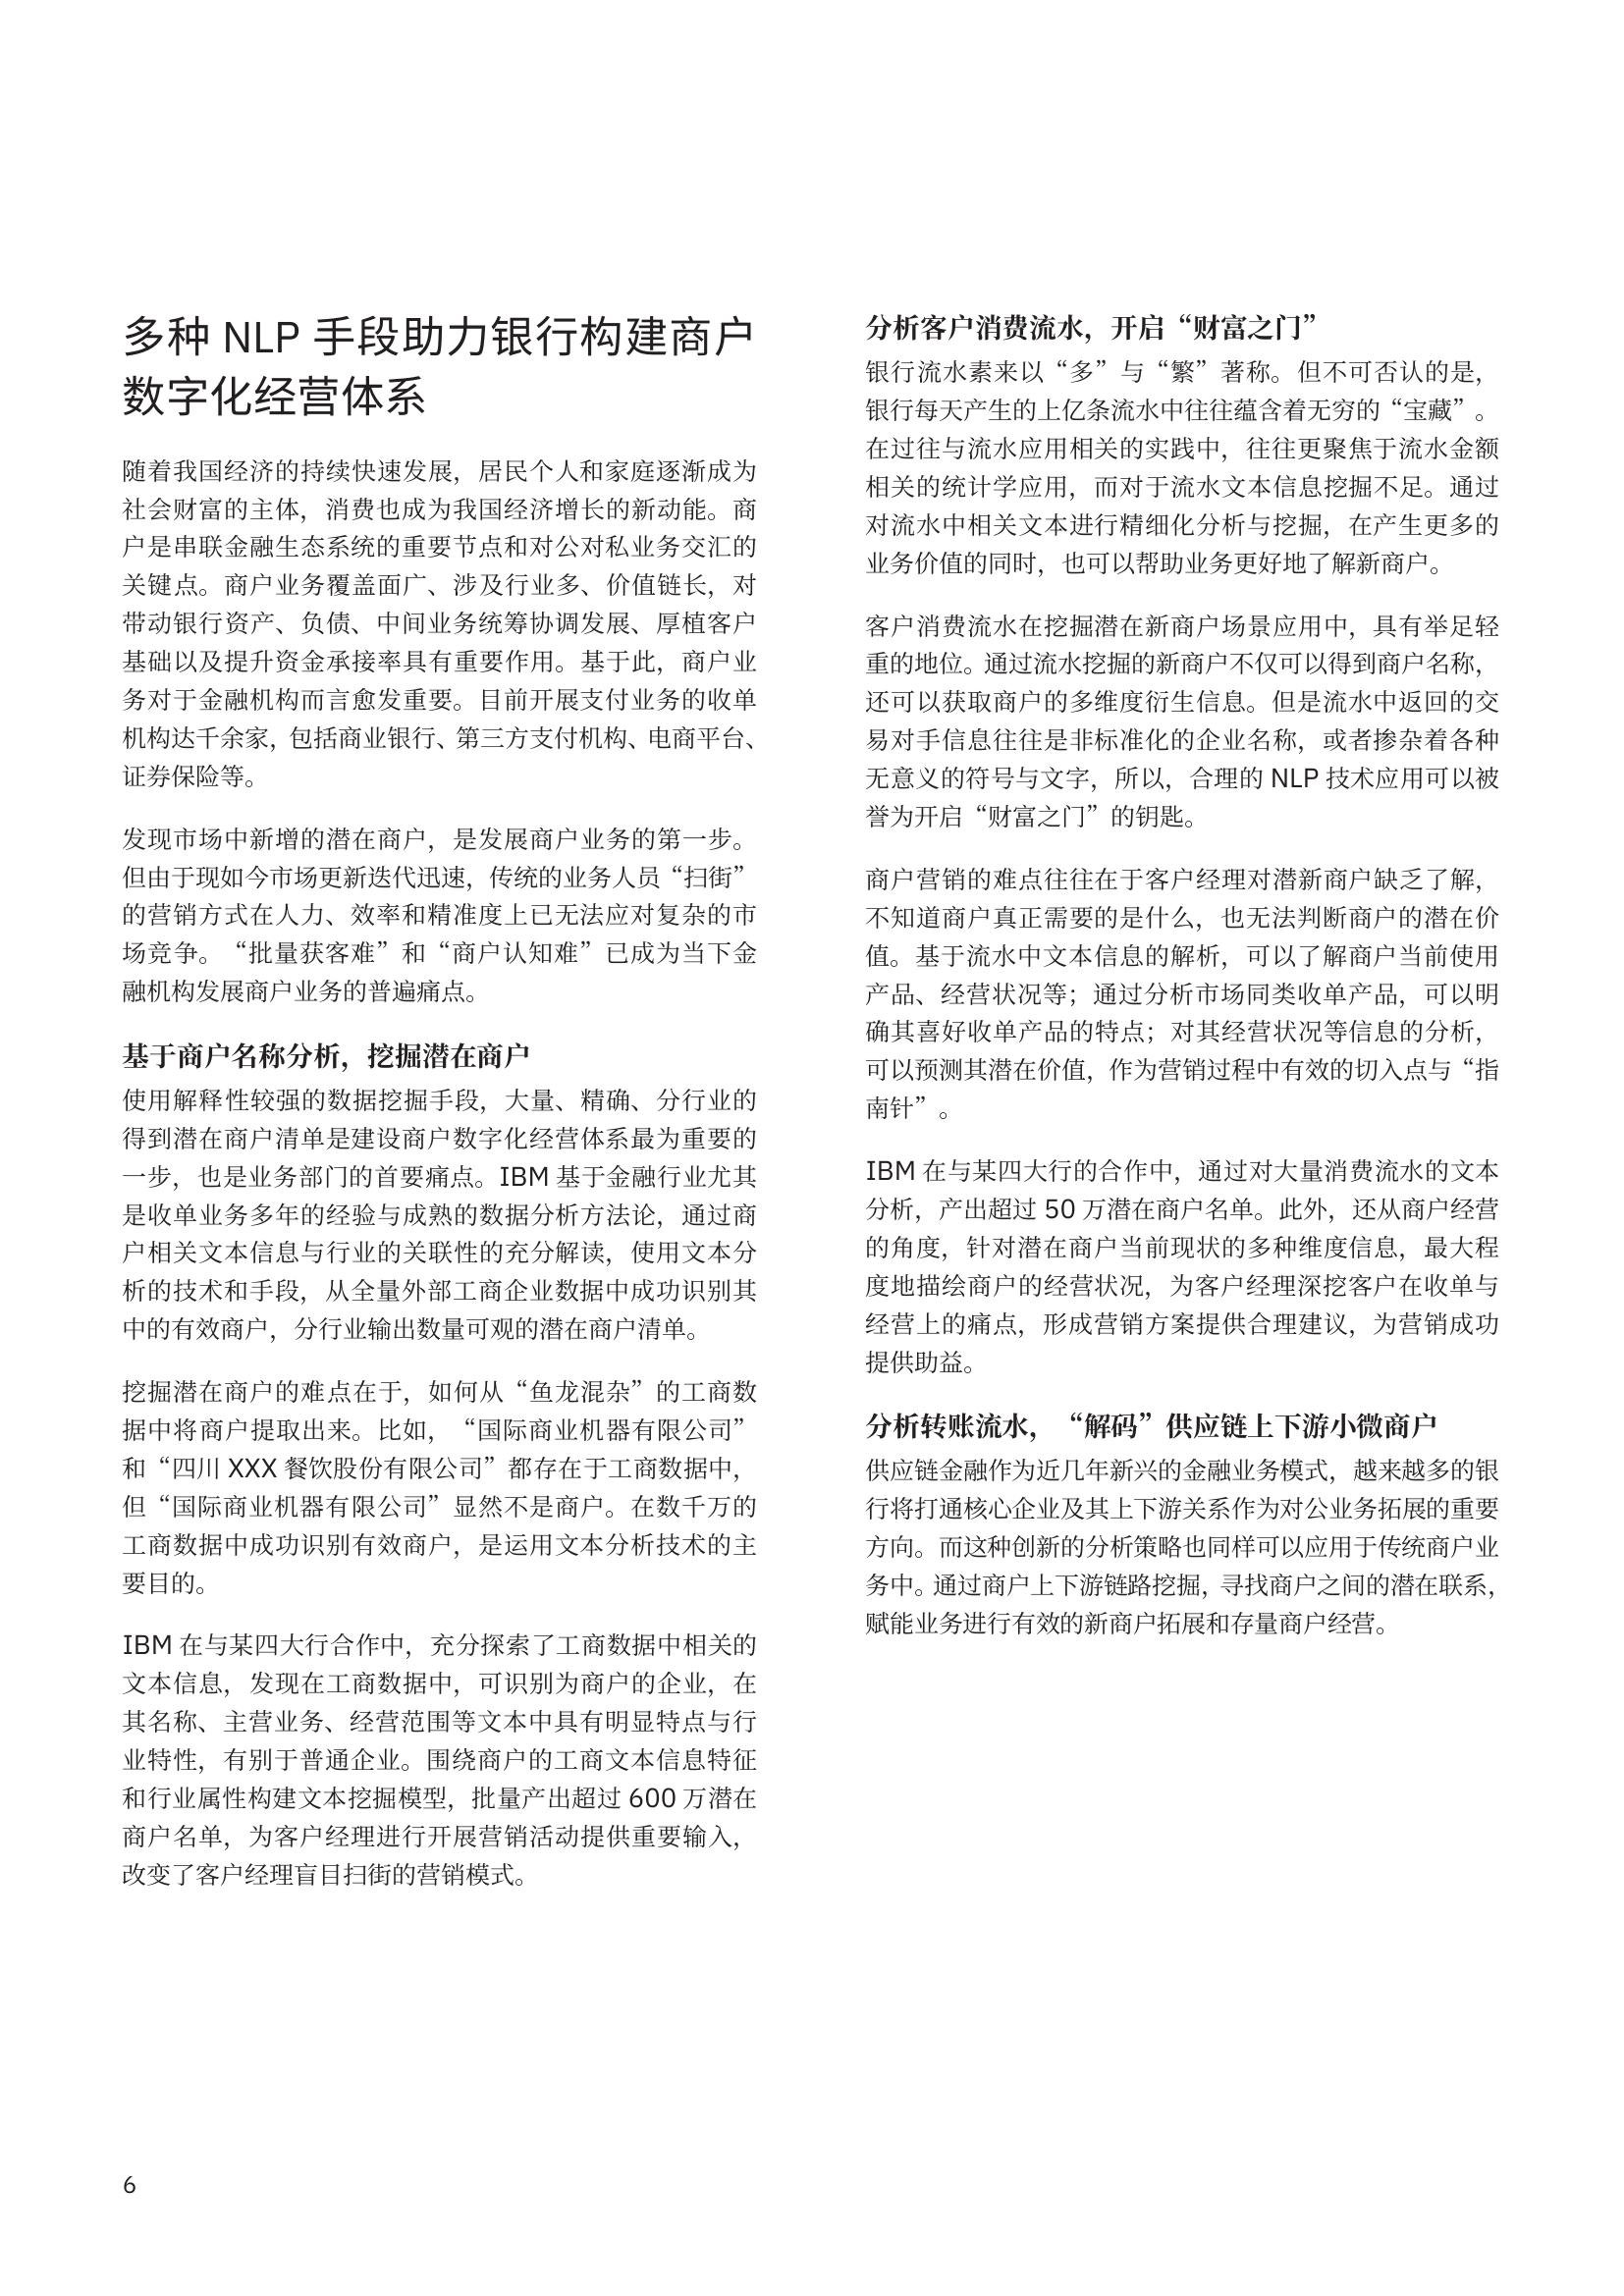 多种 NLP 手段助力银行构建商户
数字化经营体系
随着我国经济的持续快速发展，居民个人和家庭逐渐成为
社会财富的主体，消费也成为我国经济增长的新动能。商
户是串联金融生态系统的重要节点和对公对私业务交汇的
关键点。商户业务覆盖面广、涉及行业多、价值链长，对
带动银行资产、负债、中间业务统筹协调发展、厚植客户
基础以及提升资金承接率具有重要作用。基于此，商户业
务对于金融机构而言愈发重要。目前开展支付业务的收单
机构达千余家，包括商业银行、第三方支付机构、电商平台、
证券保险等。
发现市场中新增的潜在商户，是发展商户业务的第一步。
但由于现如今市场更新迭代迅速，传统的业务人员“扫街”
的营销方式在人力、效率和精准度上已无法应对复杂的市
场竞争。“批量获客难”和“商户认知难”已成为当下金
融机构发展商户业务的普遍痛点。
基于商户名称分析，挖掘潜在商户
使用解释性较强的数据挖掘手段，大量、精确、分行业的
得到潜在商户清单是建设商户数字化经营体系最为重要的
一步，也是业务部门的首要痛点。IBM 基于金融行业尤其
是收单业务多年的经验与成熟的数据分析方法论，通过商
户相关文本信息与行业的关联性的充分解读，使用文本分
析的技术和手段，从全量外部工商企业数据中成功识别其
中的有效商户，分行业输出数量可观的潜在商户清单。
挖掘潜在商户的难点在于，如何从“鱼龙混杂”的工商数
据中将商户提取出来。比如，“国际商业机器有限公司”
和“四川 XXX 餐饮股份有限公司”都存在于工商数据中，
但“国际商业机器有限公司”显然不是商户。在数千万的
工商数据中成功识别有效商户，是运用文本分析技术的主
要目的。
IBM 在与某四大行合作中，充分探索了工商数据中相关的
文本信息，发现在工商数据中，可识别为商户的企业，在
其名称、主营业务、经营范围等文本中具有明显特点与行
业特性，有别于普通企业。围绕商户的工商文本信息特征
和行业属性构建文本挖掘模型，批量产出超过 600 万潜在
商户名单，为客户经理进行开展营销活动提供重要输入，
改变了客户经理盲目扫街的营销模式。
分析客户消费流水，开启“财富之门”
银行流水素来以“多”与“繁”著称。但不可否认的是，
银行每天产生的上亿条流水中往往蕴含着无穷的“宝藏”。
在过往与流水应用相关的实践中，往往更聚焦于流水金额
相关的统计学应用，而对于流水文本信息挖掘不足。通过
对流水中相关文本进行精细化分析与挖掘，在产生更多的
业务价值的同时，也可以帮助业务更好地了解新商户。
客户消费流水在挖掘潜在新商户场景应用中，具有举足轻
重的地位。通过流水挖掘的新商户不仅可以得到商户名称，
还可以获取商户的多维度衍生信息。但是流水中返回的交
易对手信息往往是非标准化的企业名称，或者掺杂着各种
无意义的符号与文字，所以，合理的 NLP 技术应用可以被
誉为开启“财富之门”的钥匙。
商户营销的难点往往在于客户经理对潜新商户缺乏了解，
不知道商户真正需要的是什么，也无法判断商户的潜在价
值。基于流水中文本信息的解析，可以了解商户当前使用
产品、经营状况等；通过分析市场同类收单产品，可以明
确其喜好收单产品的特点；对其经营状况等信息的分析，
可以预测其潜在价值，作为营销过程中有效的切入点与“指
南针”。
IBM 在与某四大行的合作中，通过对大量消费流水的文本
分析，产出超过 50 万潜在商户名单。此外，还从商户经营
的角度，针对潜在商户当前现状的多种维度信息，最大程
度地描绘商户的经营状况，为客户经理深挖客户在收单与
经营上的痛点，形成营销方案提供合理建议，为营销成功
提供助益。
分析转账流水，“解码”供应链上下游小微商户
供应链金融作为近几年新兴的金融业务模式，越来越多的银
行将打通核心企业及其上下游关系作为对公业务拓展的重要
方向。而这种创新的分析策略也同样可以应用于传统商户业
务中。通过商户上下游链路挖掘，寻找商户之间的潜在联系，
赋能业务进行有效的新商户拓展和存量商户经营。
6